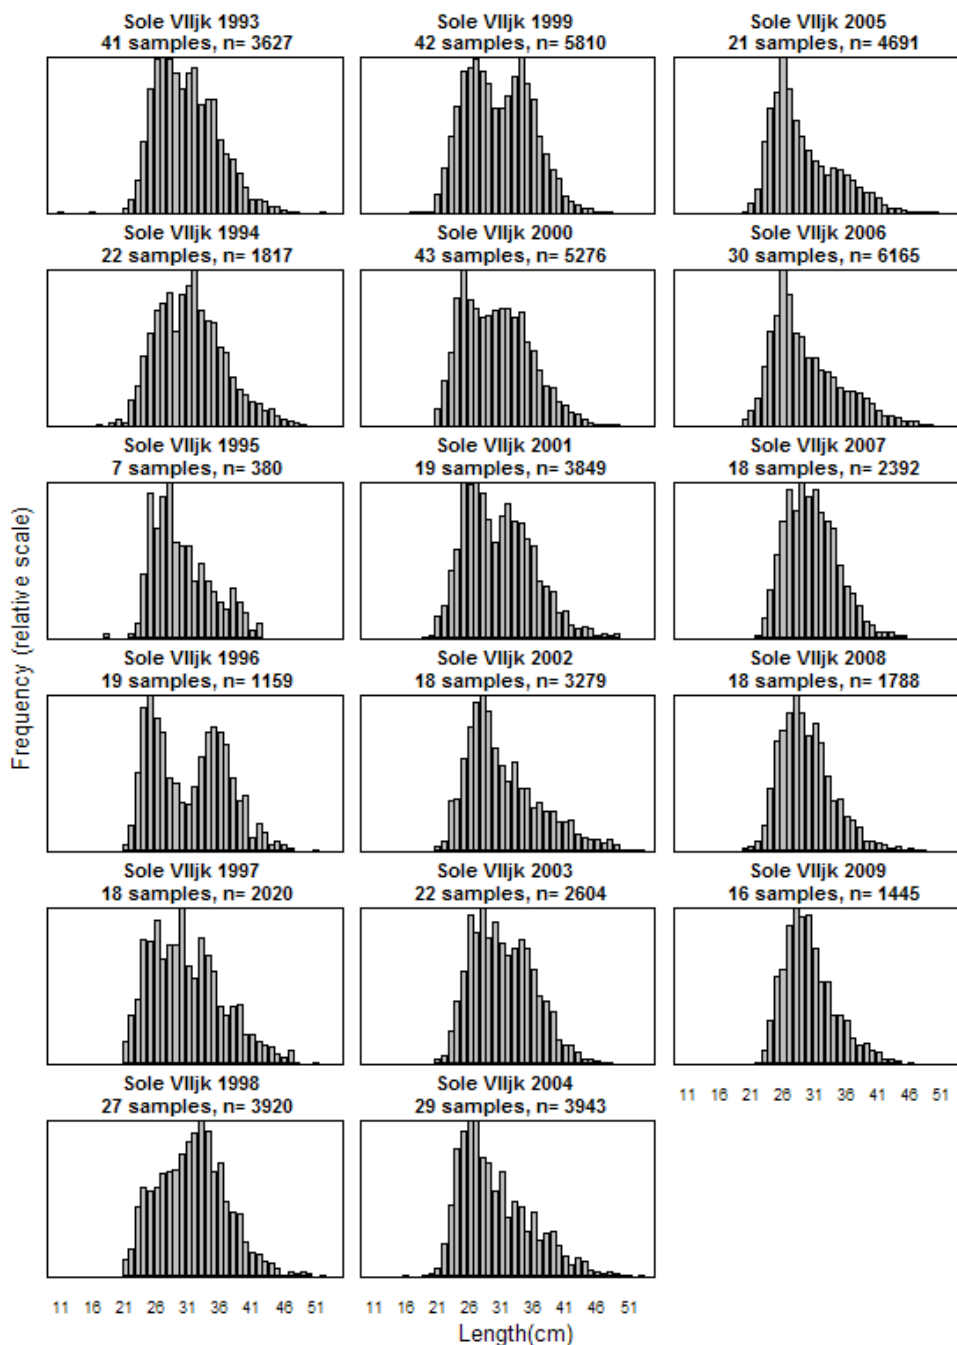 Sole VIIjk 1993
41 samples, n= 3627
Sole VIIjk 1999
42 samples, n= 5810
Sole VIIjk 2005
21 samples, n= 4691
Sole VIIjk 1994
22 samples, n= 1817
Sole VIIjk 2000
43 samples, n= 5276
Sole VIIjk 2006
30 samples, n= 6165
Sole VIIjk 1995
7 samples, n= 380
Sole VIIjk 2001
19 samples, n= 3849
Sole VIIjk 2007
18 samples, n= 2392
Frequency (relative scale)
Sole VIIjk 1996
19 samples, n= 1159
Sole VIIjk 2002
18 samples, n= 3279
Sole VIIjk 2008
18 samples, n= 1788
Sole VIIjk 1997
18 samples, n= 2020
Sole VIIjk 2003
22 samples, n= 2604
Sole VIIjk 2009
16 samples, n= 1445
11 16 21 26 31 36 41 46 51
Sole VIIjk 1998
27 samples, n= 3920
Sole VIIjk 2004
29 samples, n= 3943
11 16 21 26 31 36 41 46 51
11 16 21 26 31 36 41 46 51
Length(cm)